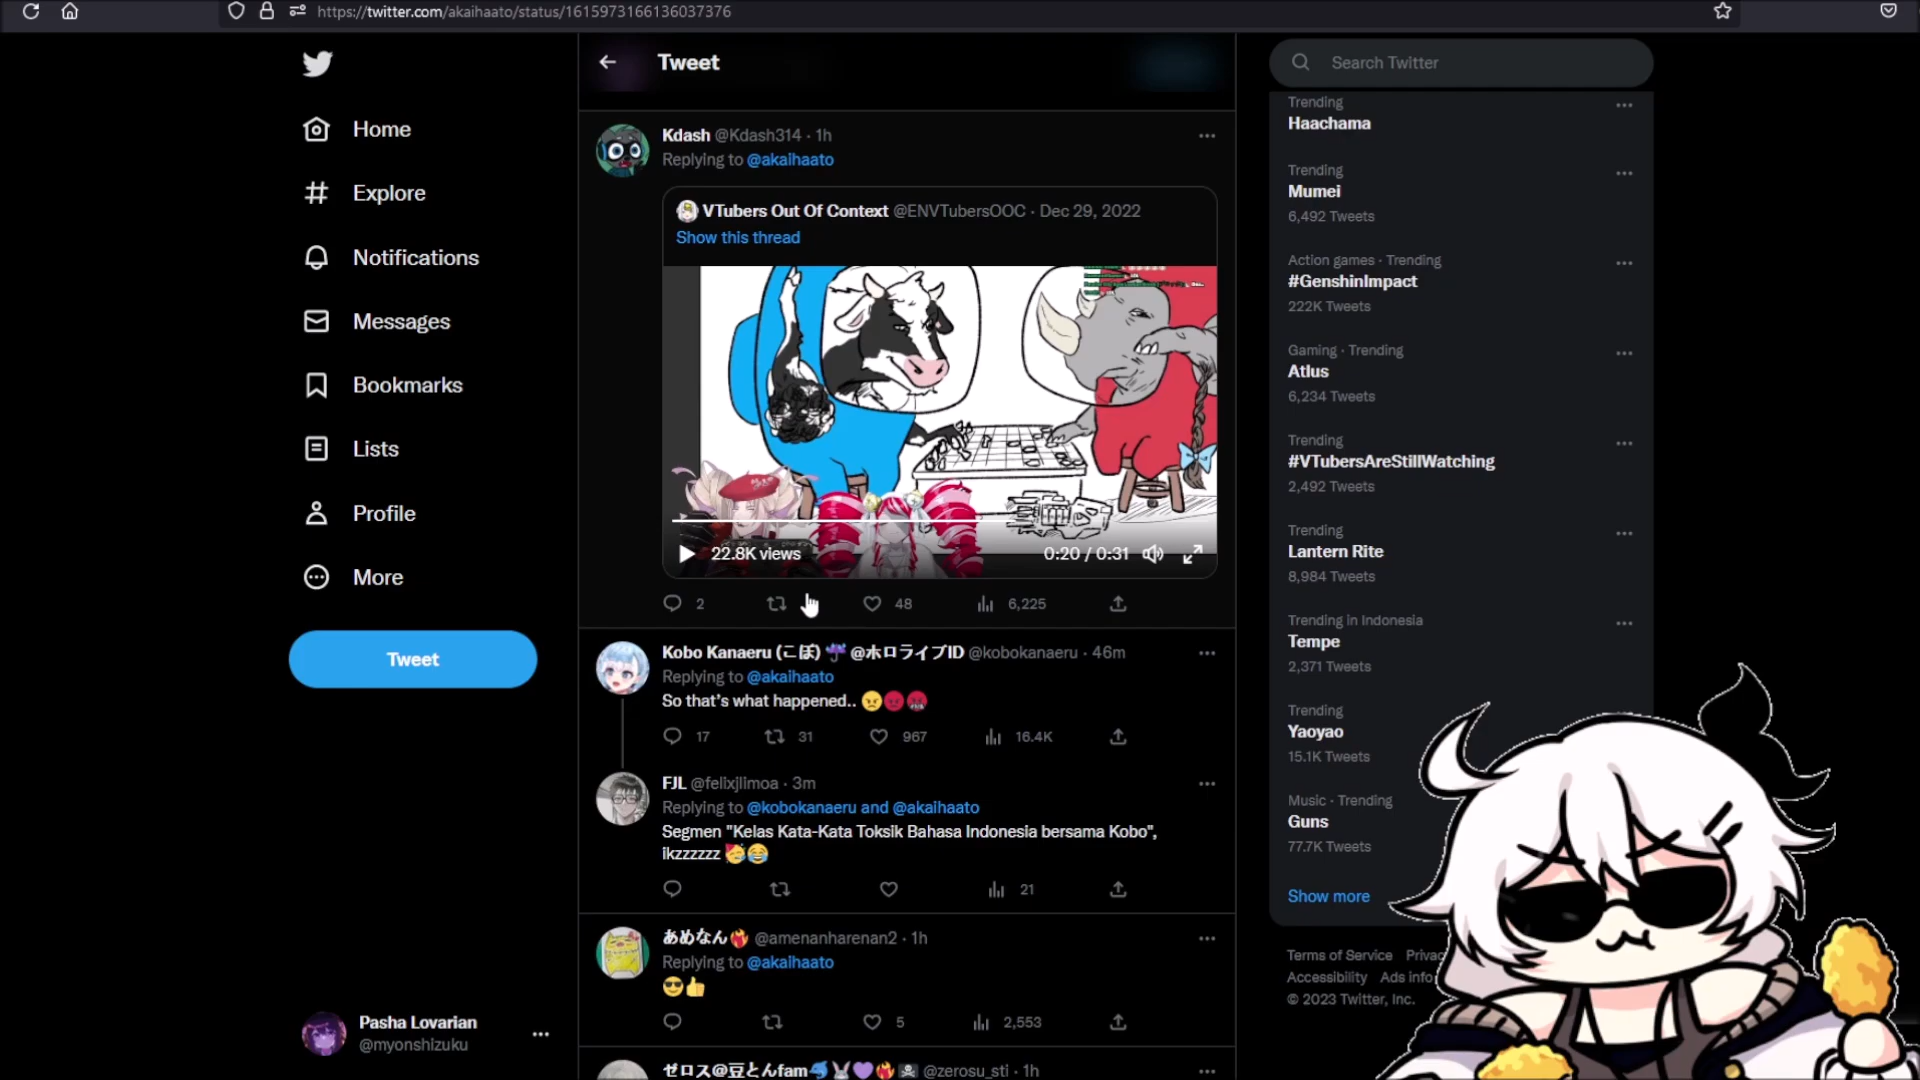 https://twitter.com/akaihaato/status/1615973166136037376
Home
Explore
Notifications
Messages
Bookmarks
Lists
Profile
More
Tweet
Pasha Lovarian
@myonshizuku
Tweet
Kdash @Kdash314 · 1h
Replying to @akaihaato
VTubers Out Of Context @ENVTubersOOC · Dec 29, 2022
Show this thread
22.8K views
0:20 / 0:31
2
48
6,225
Kobo Kanaeru (こぼ)☔ @ホロライブID @kobokanaeru · 46m
Replying to @akaihaato
So that's what happened.. 😠😡🤬
17
31
967
16.4K
FJL @felixjlimoa · 3m
Replying to @kobokanaeru and @akaihaato
Segmen "Kelas Kata-Kata Toksik Bahasa Indonesia bersama Kobo",
ikzzzzzz 🥳😂
21
あめなん❤️‍🔥 @amenanharenan2 · 1h
Replying to @akaihaato
😎👍
5
2,553
ゼロス@豆とんfam🐬🐰💜❤️‍🔥☠ @zerosu_sti · 1h
Search Twitter
Trending
Haachama
Trending
Mumei
6,492 Tweets
Action games · Trending
#GenshinImpact
222K Tweets
Gaming · Trending
Atlus
6,234 Tweets
Trending
#VTubersAreStillWatching
2,492 Tweets
Trending
Lantern Rite
8,984 Tweets
Trending in Indonesia
Tempe
2,371 Tweets
Trending
Yaoyao
15.1K Tweets
Music · Trending
Guns
77.7K Tweets
Show more
Terms of Service Privac
Accessibility Ads info
© 2023 Twitter, Inc.